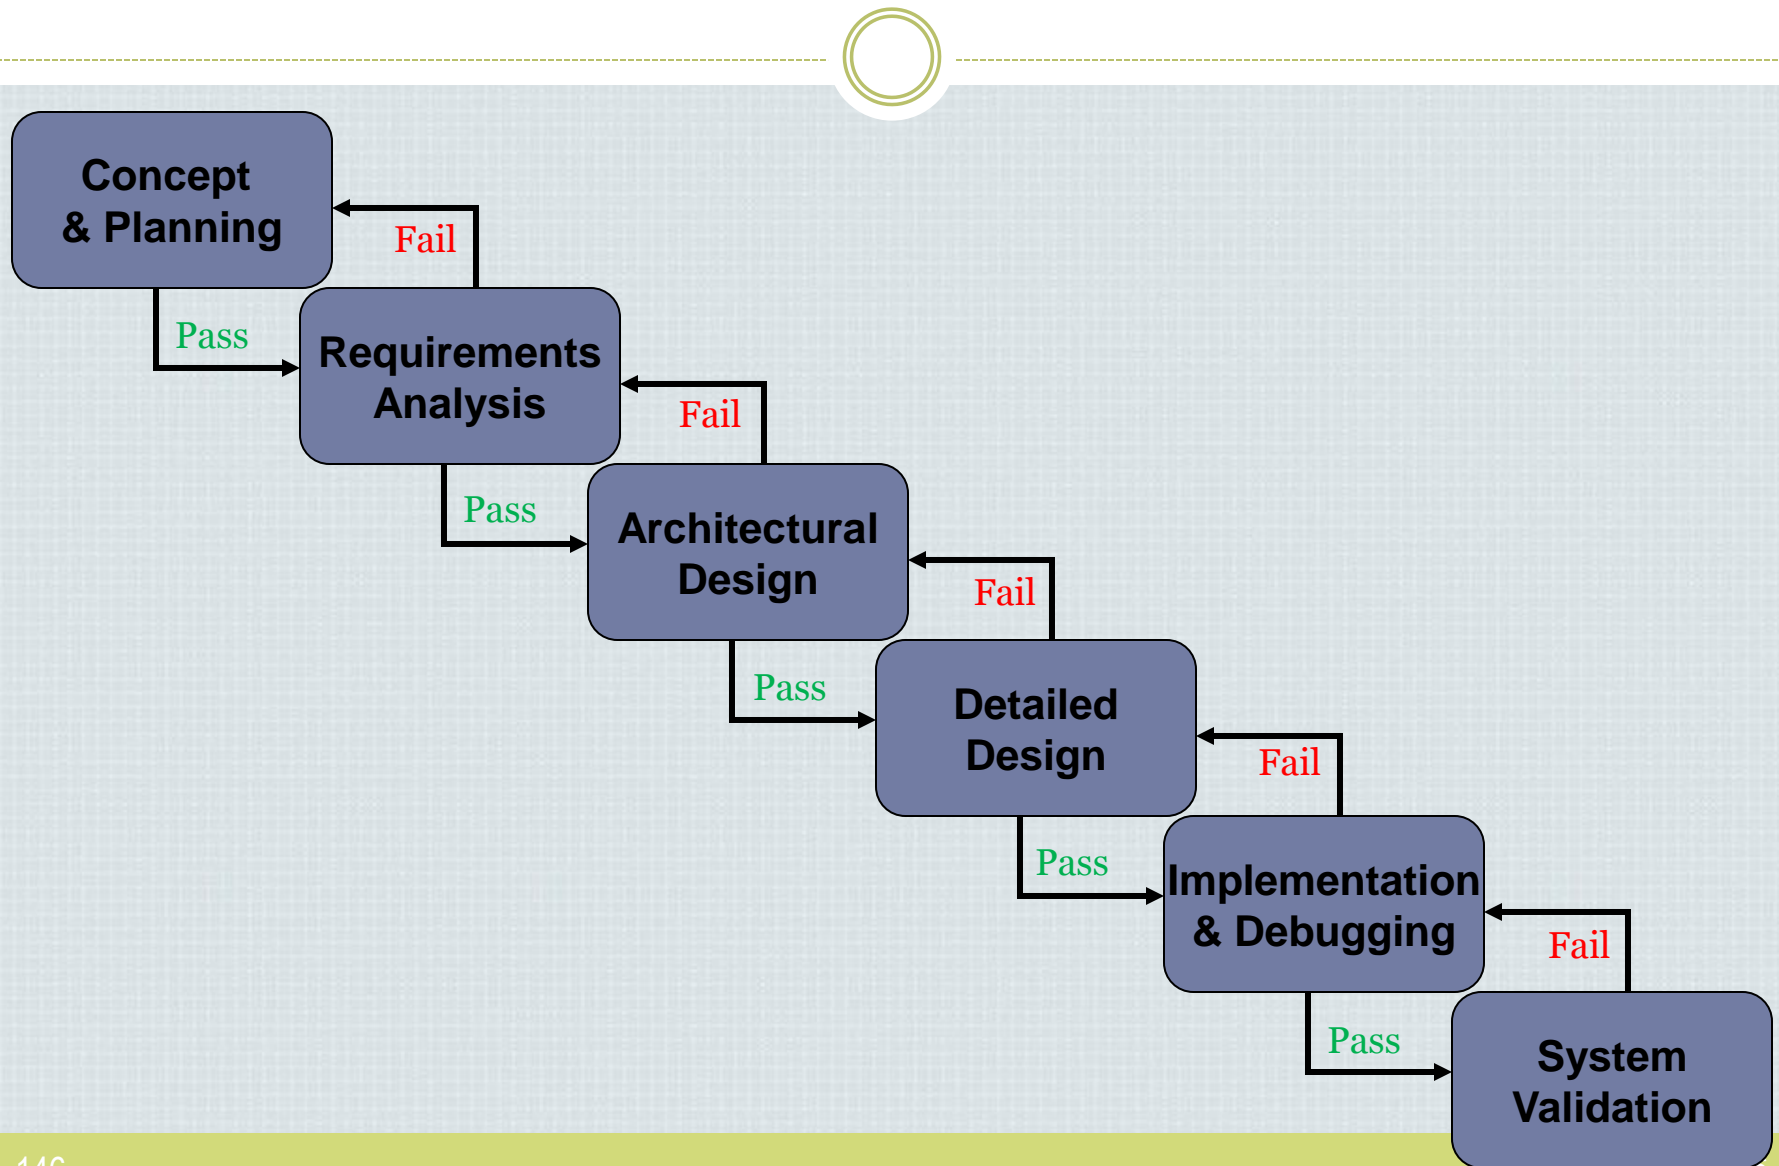 Concept
& Planning
Fail
Pass
Requirements
Analysis
Fail
Pass
Architectural
Design
Fail
Pass
Detailed
Design
Fail
Pass
Implementation
& Debugging
Fail
Pass
System
Validation
146